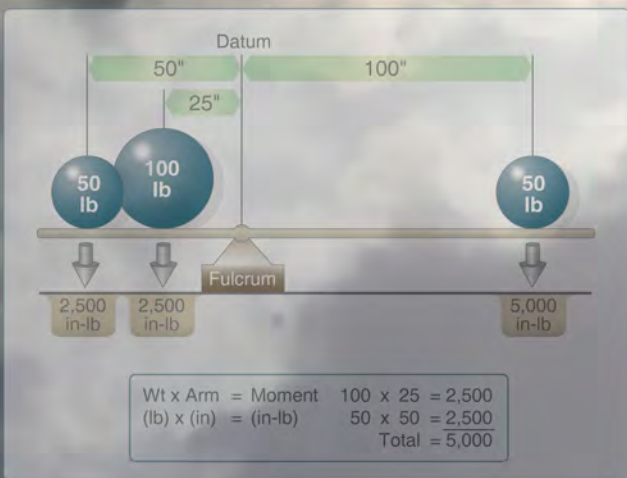 Datum
50" 100"
25"
50 lb
100 lb
50 lb
Fulcrum
2,500 in-lb
2,500 in-lb
5,000 in-lb
Wt x Arm = Moment 100 x 25 = 2,500
(lb) x (in) = (in-lb) 50 x 50 = 2,500
Total = 5,000